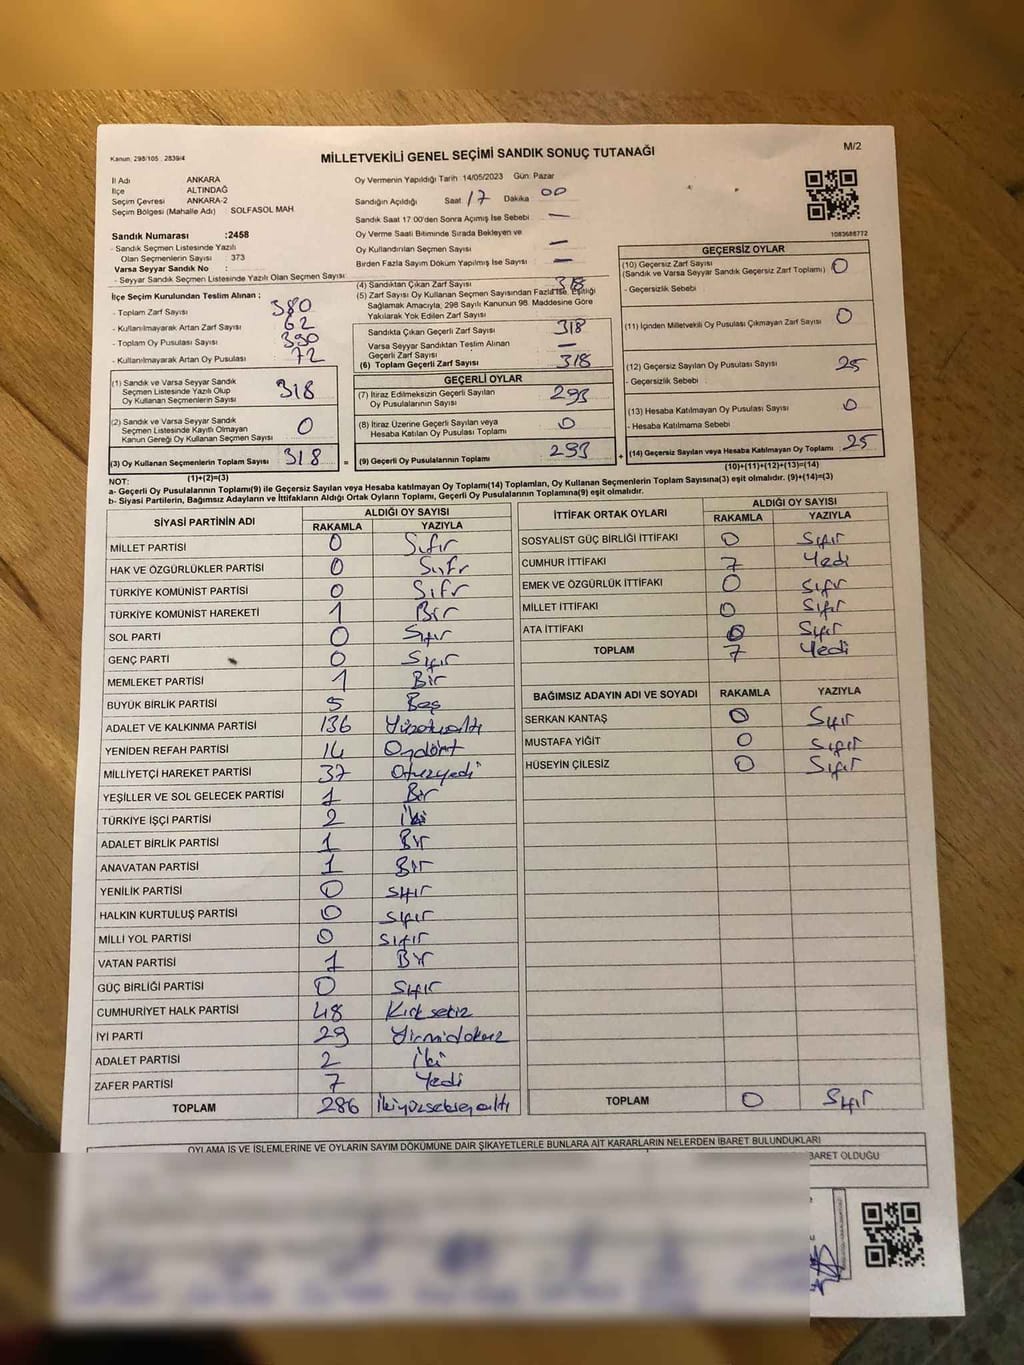 Kanun. 298/105 . 2839/4
MİLLETVEKİLİ GENEL SEÇİMİ SANDIK SONUÇ TUTANAĞI
M/2
İl Adı ANKARA
İlçe ALTINDAĞ
Seçim Çevresi ANKARA-2
Seçim Bölgesi (Mahalle Adı) SOLFASOL MAH.
Oy Vermenin Yapıldığı Tarih 14/05/2023 Gün: Pazar
Sandığın Açıldığı Saat 17 Dakika 00
Sandık Saat 17:00'den Sonra Açımış İse Sebebi —
Oy Verme Saati Bitiminde Sırada Bekleyen ve
Oy Kullandırılan Seçmen Sayısı —
Birden Fazla Sayım Döküm Yapılmış İse Sayısı —
1083688772
Sandık Numarası :2458
- Sandık Seçmen Listesinde Yazılı
Olan Seçmenlerin Sayısı : 373
Varsa Seyyar Sandık No :
- Seyyar Sandık Seçmen Listesinde Yazılı Olan Seçmen Sayısı
İlçe Seçim Kurulundan Teslim Alınan ;
- Toplam Zarf Sayısı 380
- Kullanılmayarak Artan Zarf Sayısı 62
- Toplam Oy Pusulası Sayısı 390
- Kullanılmayarak Artan Oy Pusulası 72
(4) Sandıktan Çıkan Zarf Sayısı 318
(5) Zarf Sayısı Oy Kullanan Seçmen Sayısından Fazla İse, Eşitliği
Sağlamak Amacıyla, 298 Sayılı Kanunun 98. Maddesine Göre
Yakılarak Yok Edilen Zarf Sayısı
Sandıkta Çıkan Geçerli Zarf Sayısı 318
Varsa Seyyar Sandıktan Teslim Alınan
Geçerli Zarf Sayısı —
(6) Toplam Geçerli Zarf Sayısı 318
GEÇERSİZ OYLAR
(10) Geçersiz Zarf Sayısı
(Sandık ve Varsa Seyyar Sandık Geçersiz Zarf Toplamı) 0
- Geçersizlik Sebebi
(11) İçinden Milletvekili Oy Pusulası Çıkmayan Zarf Sayısı 0
(12) Geçersiz Sayılan Oy Pusulası Sayısı 25
- Geçersizlik Sebebi :
(13) Hesaba Katılmayan Oy Pusulası Sayısı 0
- Hesaba Katılmama Sebebi
(14) Geçersiz Sayılan veya Hesaba Katılmayan Oy Toplamı 25
(10)+(11)+(12)+(13)=(14)
(1) Sandık ve Varsa Seyyar Sandık
Seçmen Listesinde Yazılı Olup
Oy Kullanan Seçmenlerin Sayısı 318
(2) Sandık ve Varsa Seyyar Sandık
Seçmen Listesinde Kayıtlı Olmayan
Kanun Gereği Oy Kullanan Seçmen Sayısı 0
(3) Oy Kullanan Seçmenlerin Toplam Sayısı 318 =
(1)+(2)=(3)
GEÇERLİ OYLAR
(7) İtiraz Edilmeksizin Geçerli Sayılan
Oy Pusulalarının Sayısı 293
(8) İtiraz Üzerine Geçerli Sayılan veya
Hesaba Katılan Oy Pusulası Toplamı 0
(9) Geçerli Oy Pusulalarının Toplamı 293 +
NOT:
a- Geçerli Oy Pusulalarının Toplamı(9) ile Geçersiz Sayılan veya Hesaba katılmayan Oy Toplamı(14) Toplamları, Oy Kullanan Seçmenlerin Toplam Sayısına(3) eşit olmalıdır. (9)+(14)=(3)
b- Siyasi Partilerin, Bağımsız Adayların ve İttifakların Aldığı Ortak Oyların Toplamı, Geçerli Oy Pusulalarının Toplamına(9) eşit olmalıdır.
SİYASİ PARTİNİN ADI ALDIĞI OY SAYISI
RAKAMLA YAZIYLA
MİLLET PARTİSİ 0 Sıfır
HAK VE ÖZGÜRLÜKLER PARTİSİ 0 Sıfır
TÜRKİYE KOMÜNİST PARTİSİ 0 Sıfır
TÜRKİYE KOMÜNİST HAREKETİ 1 Bir
SOL PARTİ 0 Sıfır
GENÇ PARTİ 0 Sıfır
MEMLEKET PARTİSİ 1 Bir
BÜYÜK BİRLİK PARTİSİ 5 Beş
ADALET VE KALKINMA PARTİSİ 136 Yüzotuzaltı
YENİDEN REFAH PARTİSİ 14 Ondört
MİLLİYETÇİ HAREKET PARTİSİ 37 Otuzyedi
YEŞİLLER VE SOL GELECEK PARTİSİ 1 Bir
TÜRKİYE İŞÇİ PARTİSİ 2 İki
ADALET BİRLİK PARTİSİ 1 Bir
ANAVATAN PARTİSİ 1 Bir
YENİLİK PARTİSİ 0 Sıfır
HALKIN KURTULUŞ PARTİSİ 0 Sıfır
MİLLİ YOL PARTİSİ 0 Sıfır
VATAN PARTİSİ 1 Bir
GÜÇ BİRLİĞİ PARTİSİ 0 Sıfır
CUMHURİYET HALK PARTİSİ 48 Kırksekiz
İYİ PARTİ 29 Yirmidokuz
ADALET PARTİSİ 2 İki
ZAFER PARTİSİ 7 Yedi
TOPLAM 286 İkiyüzseksenaltı
İTTİFAK ORTAK OYLARI ALDIĞI OY SAYISI
RAKAMLA YAZIYLA
SOSYALİST GÜÇ BİRLİĞİ İTTİFAKI 0 Sıfır
CUMHUR İTTİFAKI 7 Yedi
EMEK VE ÖZGÜRLÜK İTTİFAKI 0 Sıfır
MİLLET İTTİFAKI 0 Sıfır
ATA İTTİFAKI 0 Sıfır
TOPLAM 7 Yedi
BAĞIMSIZ ADAYIN ADI VE SOYADI RAKAMLA YAZIYLA
SERKAN KANTAŞ 0 Sıfır
MUSTAFA YİĞİT 0 Sıfır
HÜSEYİN ÇİLESİZ 0 Sıfır
TOPLAM 0 Sıfır
OYLAMA İŞ VE İŞLEMLERİNE VE OYLARIN SAYIM DÖKÜMÜNE DAİR ŞİKAYETLERLE BUNLARA AİT KARARLARIN NELERDEN İBARET BULUNDUKLARI
BARET OLDUĞU